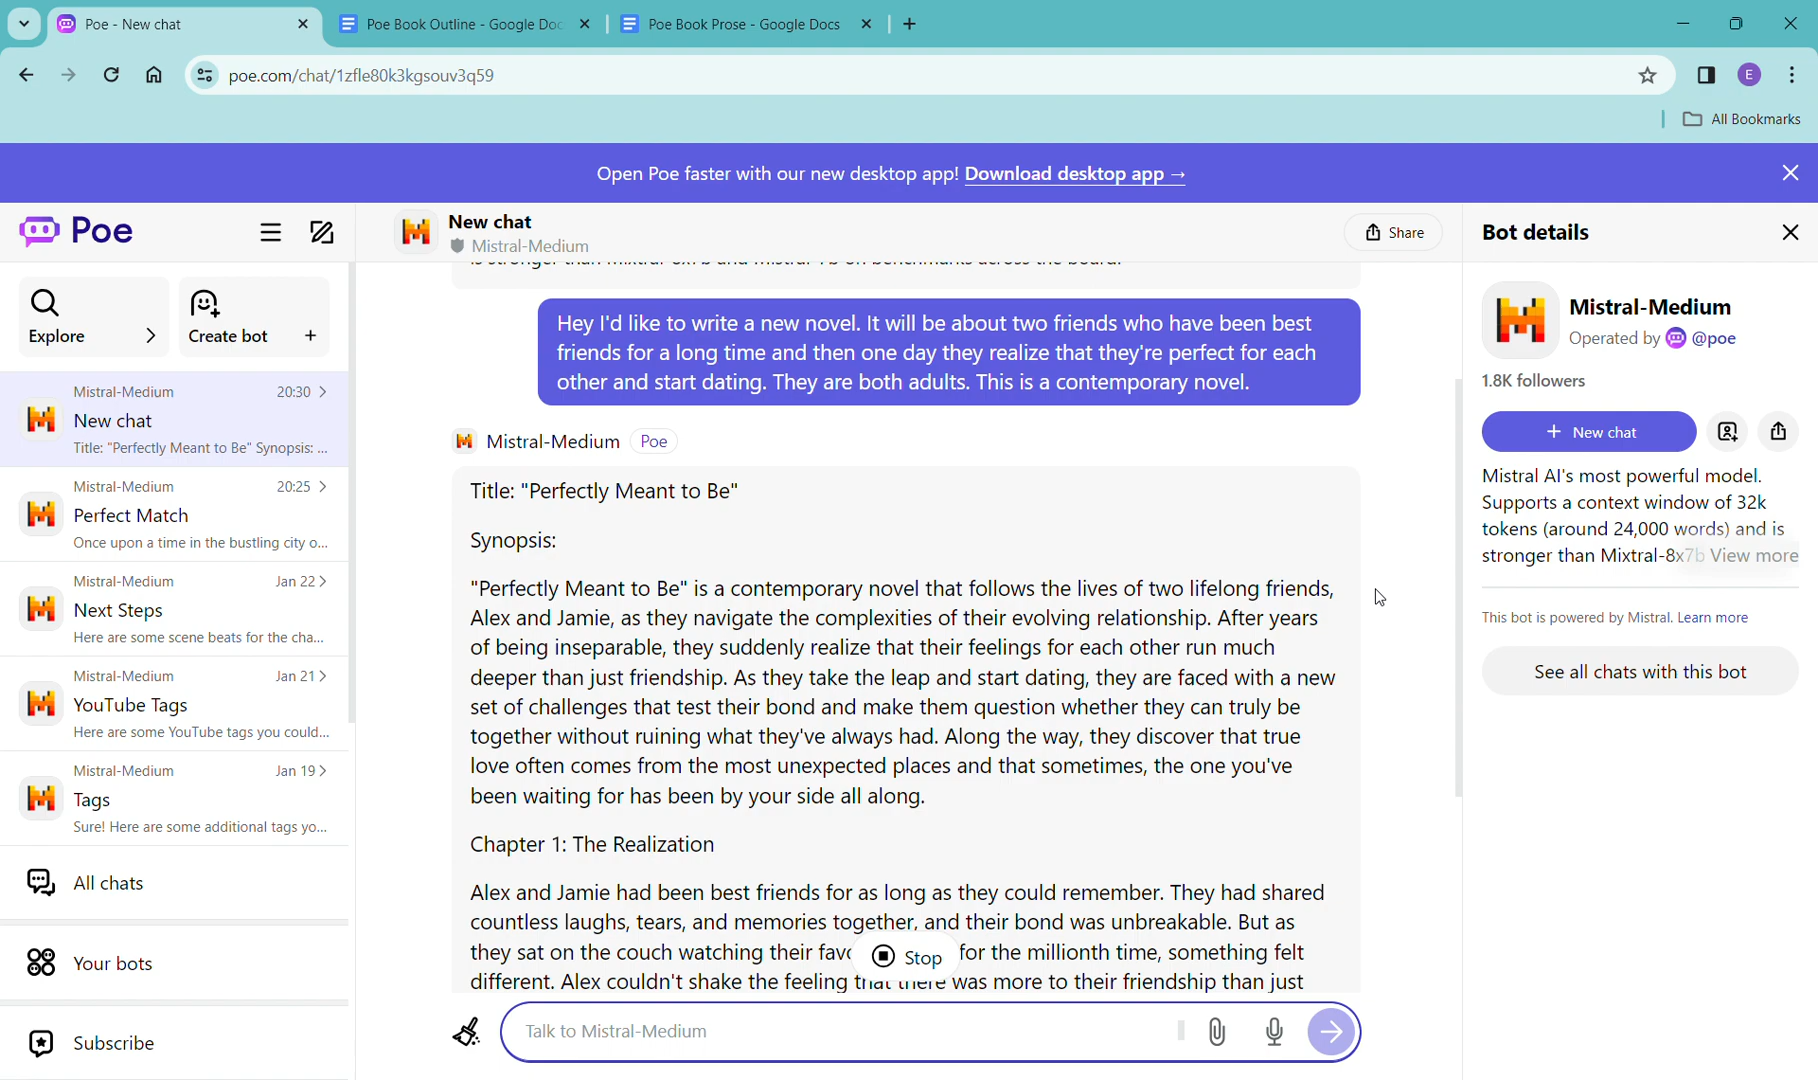 Poe - New chat
Poe Book Outline - Google Doc
Poe Book Prose - Google Docs
poe.com/chat/1zfle80k3kgsouv3q59
E
All Bookmarks
Open Poe faster with our new desktop app! Download desktop app →
Poe
Explore
Create bot +
Mistral-Medium 20:30
New chat
Title: "Perfectly Meant to Be" Synopsis: ...
Mistral-Medium 20:25
Perfect Match
Once upon a time in the bustling city o...
Mistral-Medium Jan 22
Next Steps
Here are some scene beats for the cha...
Mistral-Medium Jan 21
YouTube Tags
Here are some YouTube tags you could...
Mistral-Medium Jan 19
Tags
Sure! Here are some additional tags yo...
All chats
Your bots
Subscribe
New chat
Mistral-Medium
Share
Hey I'd like to write a new novel. It will be about two friends who have been best
friends for a long time and then one day they realize that they're perfect for each
other and start dating. They are both adults. This is a contemporary novel.
Mistral-Medium Poe
Title: "Perfectly Meant to Be"
Synopsis:
"Perfectly Meant to Be" is a contemporary novel that follows the lives of two lifelong friends,
Alex and Jamie, as they navigate the complexities of their evolving relationship. After years
of being inseparable, they suddenly realize that their feelings for each other run much
deeper than just friendship. As they take the leap and start dating, they are faced with a new
set of challenges that test their bond and make them question whether they can truly be
together without ruining what they've always had. Along the way, they discover that true
love often comes from the most unexpected places and that sometimes, the one you've
been waiting for has been by your side all along.
Chapter 1: The Realization
Alex and Jamie had been best friends for as long as they could remember. They had shared
countless laughs, tears, and memories together, and their bond was unbreakable. But as
they sat on the couch watching their favo
Stop
for the millionth time, something felt
different. Alex couldn't shake the feeling that there was more to their friendship than just
Talk to Mistral-Medium
Bot details
Mistral-Medium
Operated by @poe
1.8K followers
+ New chat
Mistral AI's most powerful model.
Supports a context window of 32k
tokens (around 24,000 words) and is
stronger than Mixtral-8x7b View more
This bot is powered by Mistral. Learn more
See all chats with this bot